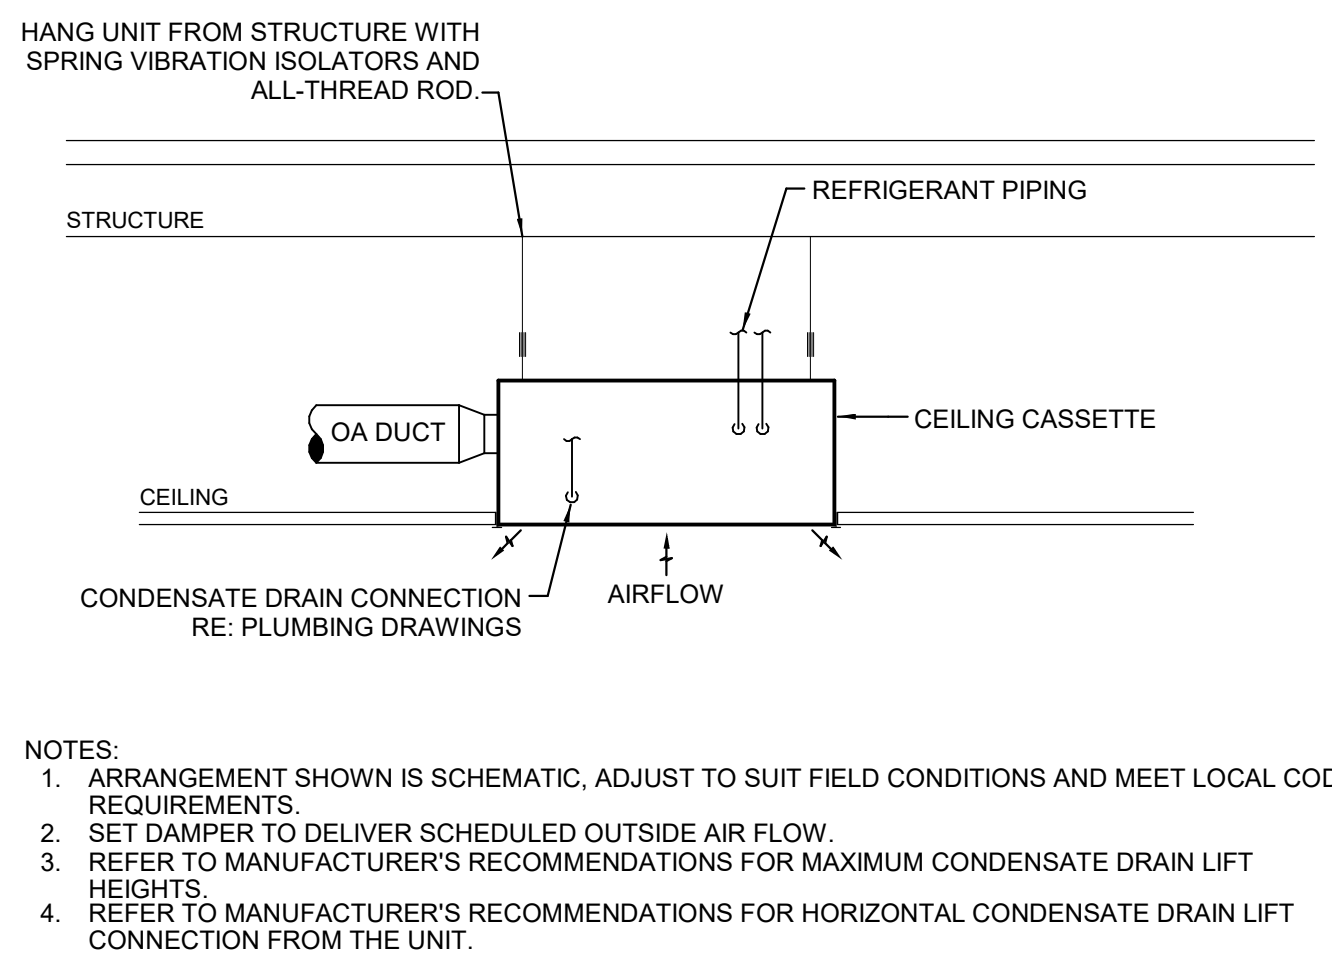 HANG UNIT FROM STRUCTURE WITH
SPRING VIBRATION ISOLATORS AND
ALL-THREAD ROD.
REFRIGERANT PIPING
STRUCTURE
CEILING CASSETTE
OA DUCT
CEILING
CONDENSATE DRAIN CONNECTION
RE: PLUMBING DRAWINGS
AIRFLOW
NOTES:
1. ARRANGEMENT SHOWN IS SCHEMATIC, ADJUST TO SUIT FIELD CONDITIONS AND MEET LOCAL COD
REQUIREMENTS.
2. SET DAMPER TO DELIVER SCHEDULED OUTSIDE AIR FLOW.
3. REFER TO MANUFACTURER'S RECOMMENDATIONS FOR MAXIMUM CONDENSATE DRAIN LIFT
HEIGHTS.
4. REFER TO MANUFACTURER'S RECOMMENDATIONS FOR HORIZONTAL CONDENSATE DRAIN LIFT
CONNECTION FROM THE UNIT.